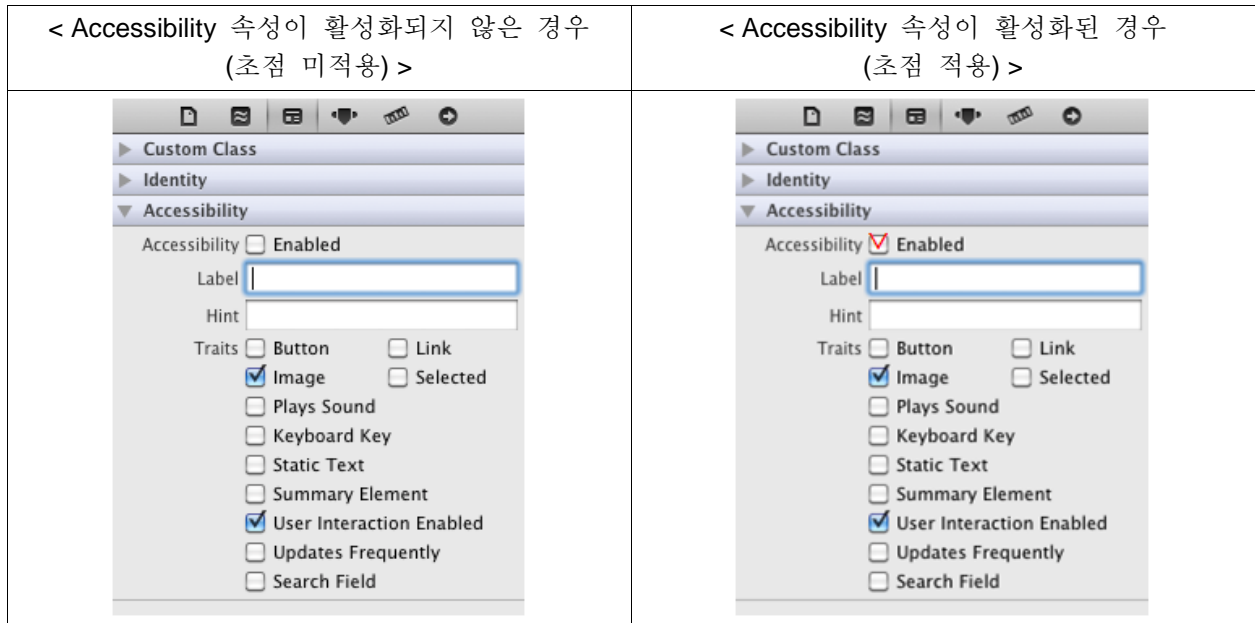 < Accessibility 속성이 활성화되지 않은 경우
(초점 미적용) >
Custom Class
Identity
Accessibility
Accessibility Enabled
Label
Hint
Traits Button Link
Image Selected
Plays Sound
Keyboard Key
Static Text
Summary Element
User Interaction Enabled
Updates Frequently
Search Field
< Accessibility 속성이 활성화된 경우
(초점 적용) >
Custom Class
Identity
Accessibility
Accessibility Enabled
Label
Hint
Traits Button Link
Image Selected
Plays Sound
Keyboard Key
Static Text
Summary Element
User Interaction Enabled
Updates Frequently
Search Field